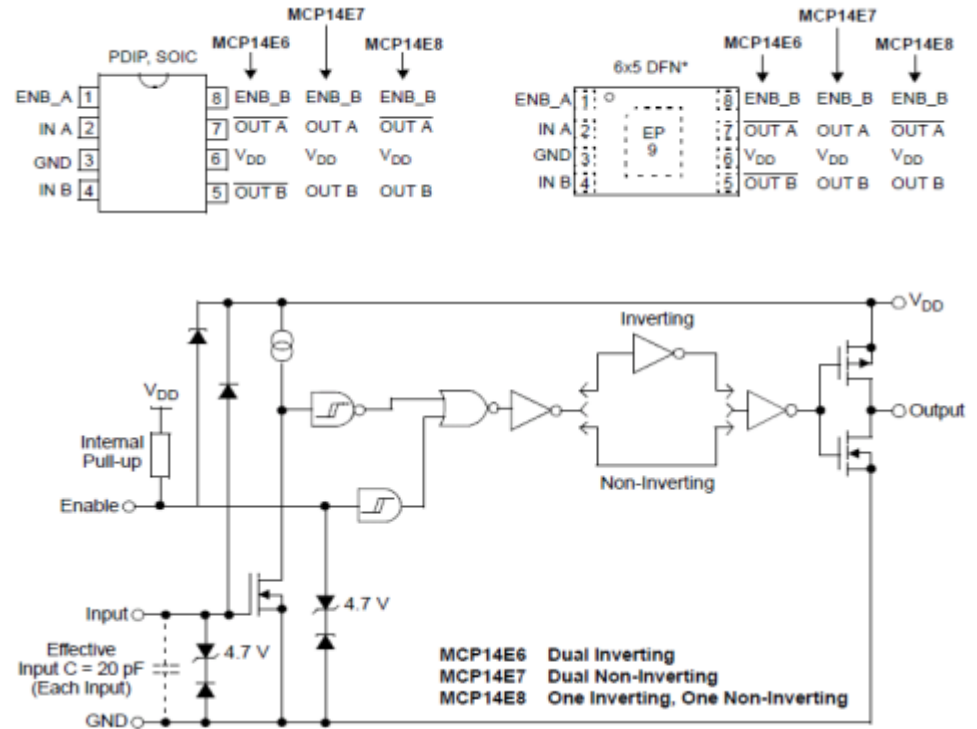 MCP14E7
MCP14E6
MCP14E8
PDIP, SOIC
ENB_A 1
IN A 2
GND 3
IN B 4
8 ENB_B ENB_B ENB_B
7 OUT A OUT A OUT A
6 VDD VDD VDD
5 OUT B OUT B OUT B
MCP14E7
MCP14E6
MCP14E8
6x5 DFN*
ENB_A 1
IN A 2
GND 3
IN B 4
EP
9
8 ENB_B ENB_B ENB_B
7 OUT A OUT A OUT A
6 VDD VDD VDD
5 OUT B OUT B OUT B
VDD
Inverting
VDD
Internal
Pull-up
Output
Non-Inverting
Enable
Input
4.7 V
Effective
Input C = 20 pF
(Each Input)
4.7 V
GND
MCP14E6 Dual Inverting
MCP14E7 Dual Non-Inverting
MCP14E8 One Inverting, One Non-Inverting